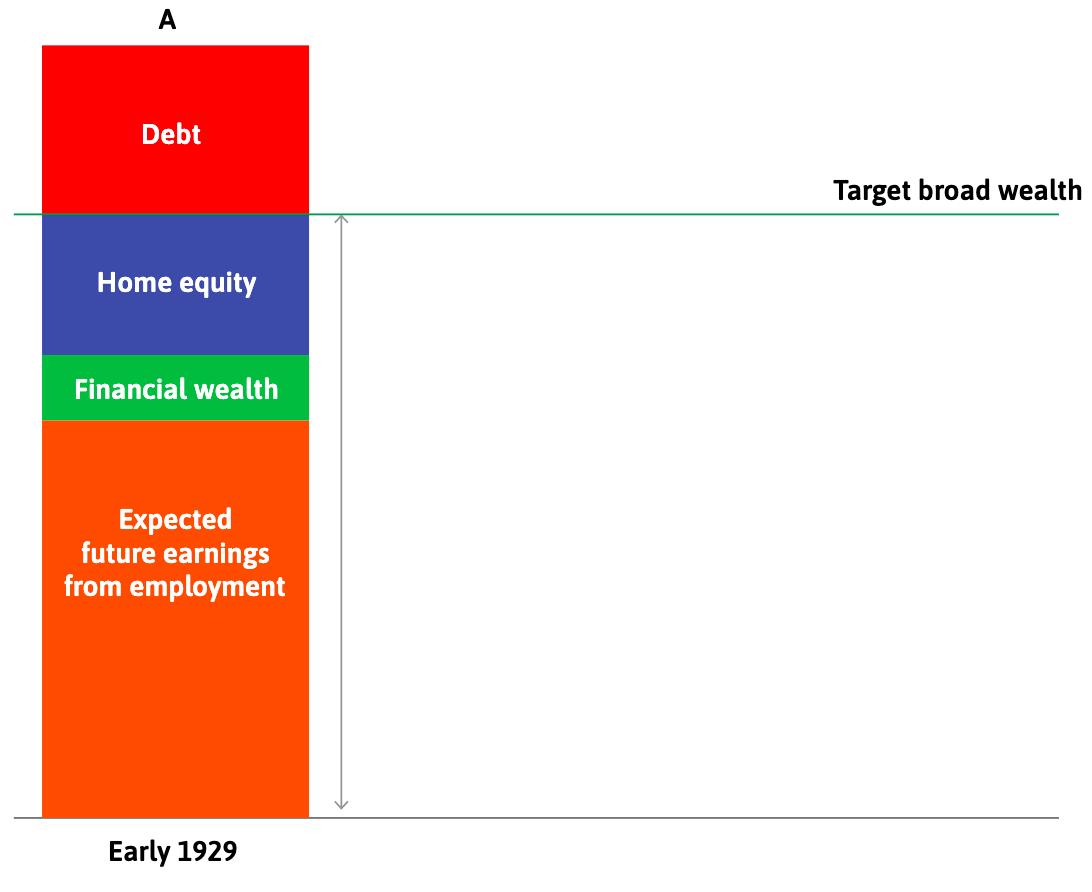 A
Debt
Target broad wealth
Home equity
Financial wealth
Expected
future earnings
from employment
Early 1929